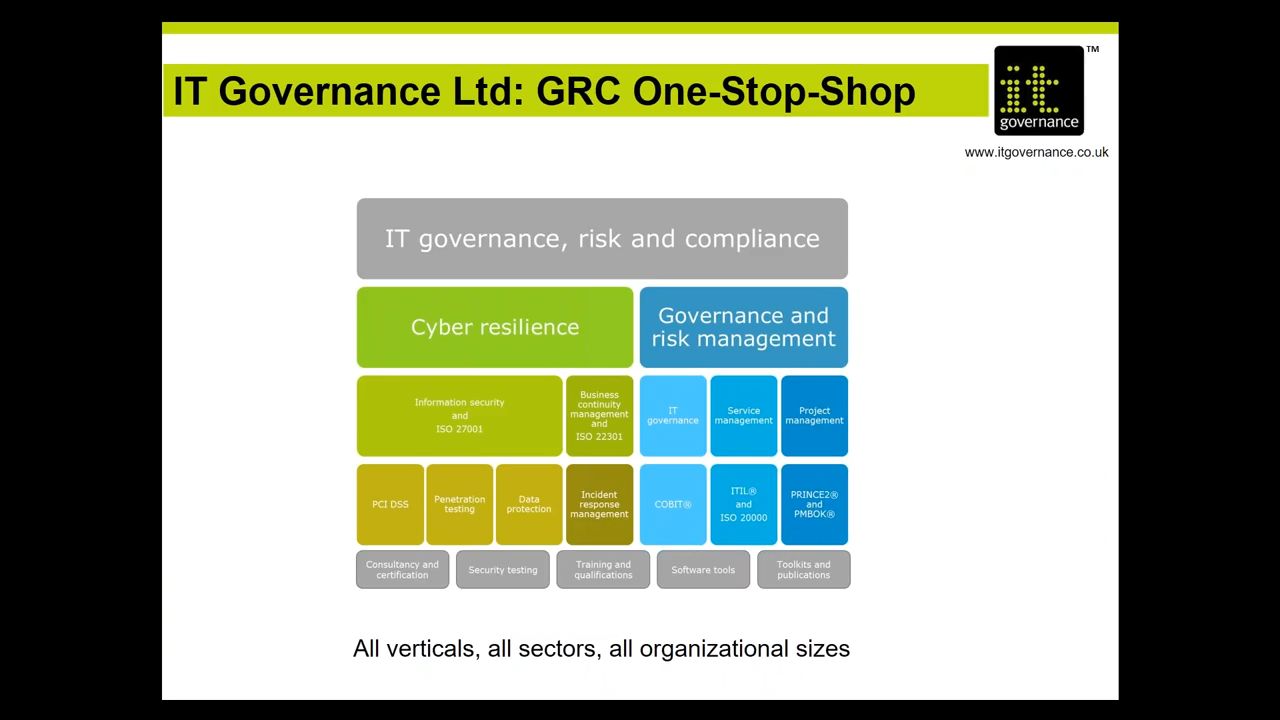 IT Governance Ltd: GRC One-Stop-Shop
TM
it
governance
www.itgovernance.co.uk
IT governance, risk and compliance
Cyber resilience
Governance and
risk management
Information security
and
ISO 27001
Business
continuity
management
and
ISO 22301
IT
governance
Service
management
Project
management
PCI DSS
Penetration
testing
Data
protection
Incident
response
management
COBIT®
ITIL®
and
ISO 20000
PRINCE2®
and
PMBOK®
Consultancy and
certification
Security testing
Training and
qualifications
Software tools
Toolkits and
publications
All verticals, all sectors, all organizational sizes